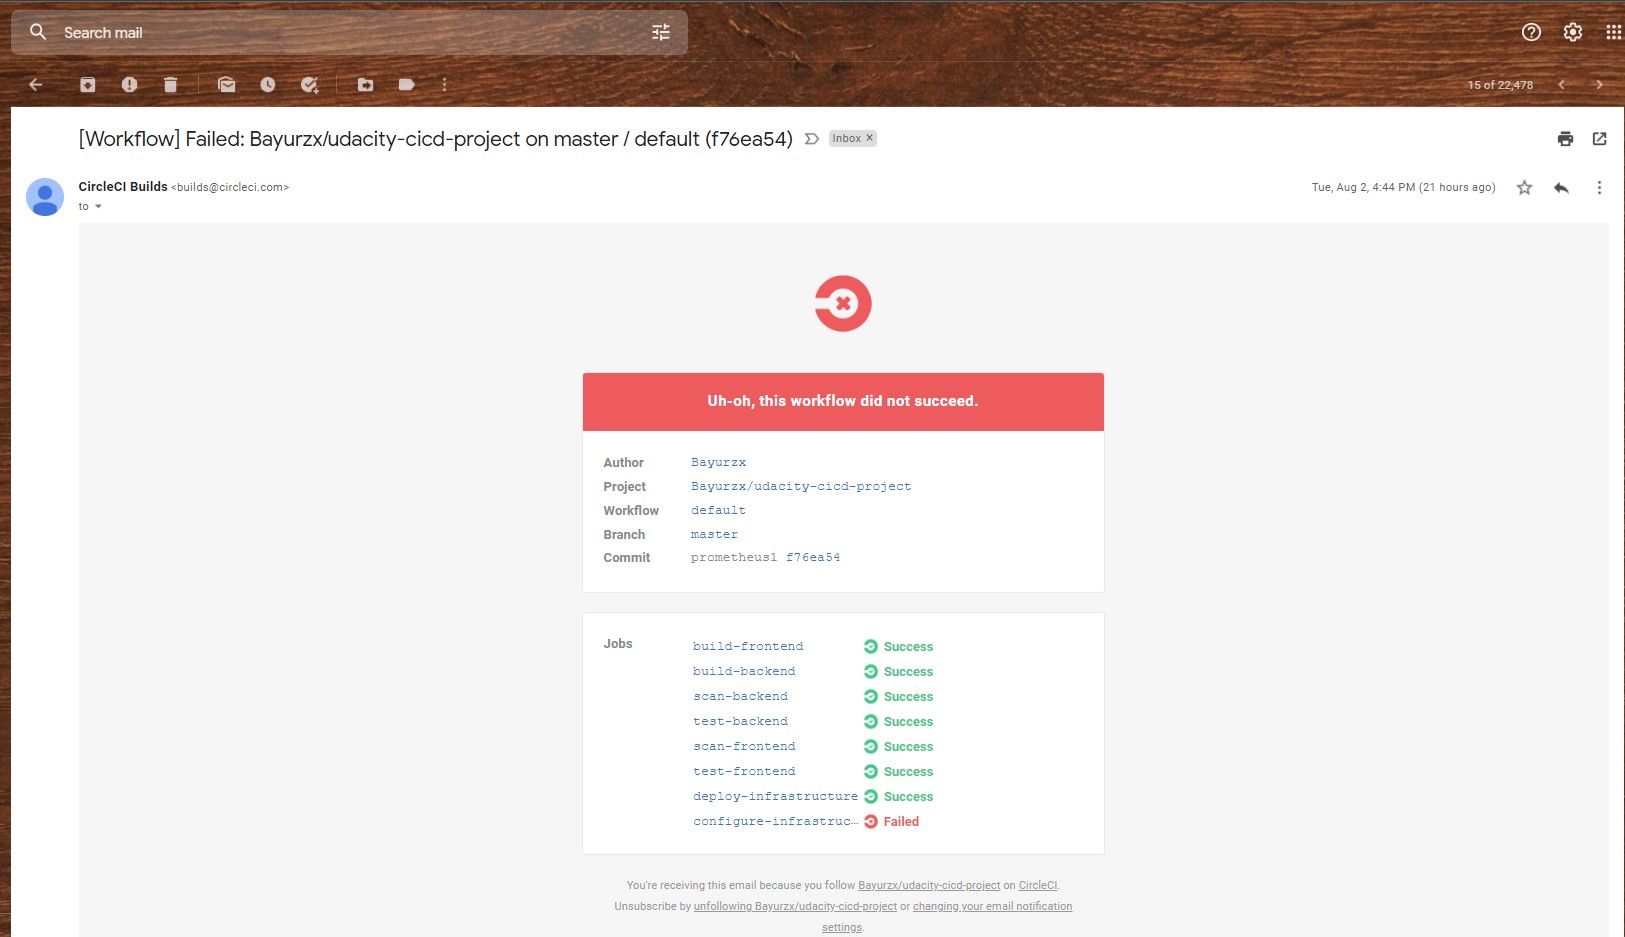 Search mail
15 of 22,478
[Workflow] Failed: Bayurzx/udacity-cicd-project on master / default (f76ea54) Inbox ×
CircleCI Builds <builds@circleci.com> Tue, Aug 2, 4:44 PM (21 hours ago)
to
Uh-oh, this workflow did not succeed.
Author Bayurzx
Project Bayurzx/udacity-cicd-project
Workflow default
Branch master
Commit prometheus1 f76ea54
Jobs build-frontend Success
build-backend Success
scan-backend Success
test-backend Success
scan-frontend Success
test-frontend Success
deploy-infrastructure Success
configure-infrastruc… Failed
You're receiving this email because you follow Bayurzx/udacity-cicd-project on CircleCI.
Unsubscribe by unfollowing Bayurzx/udacity-cicd-project or changing your email notification
settings.